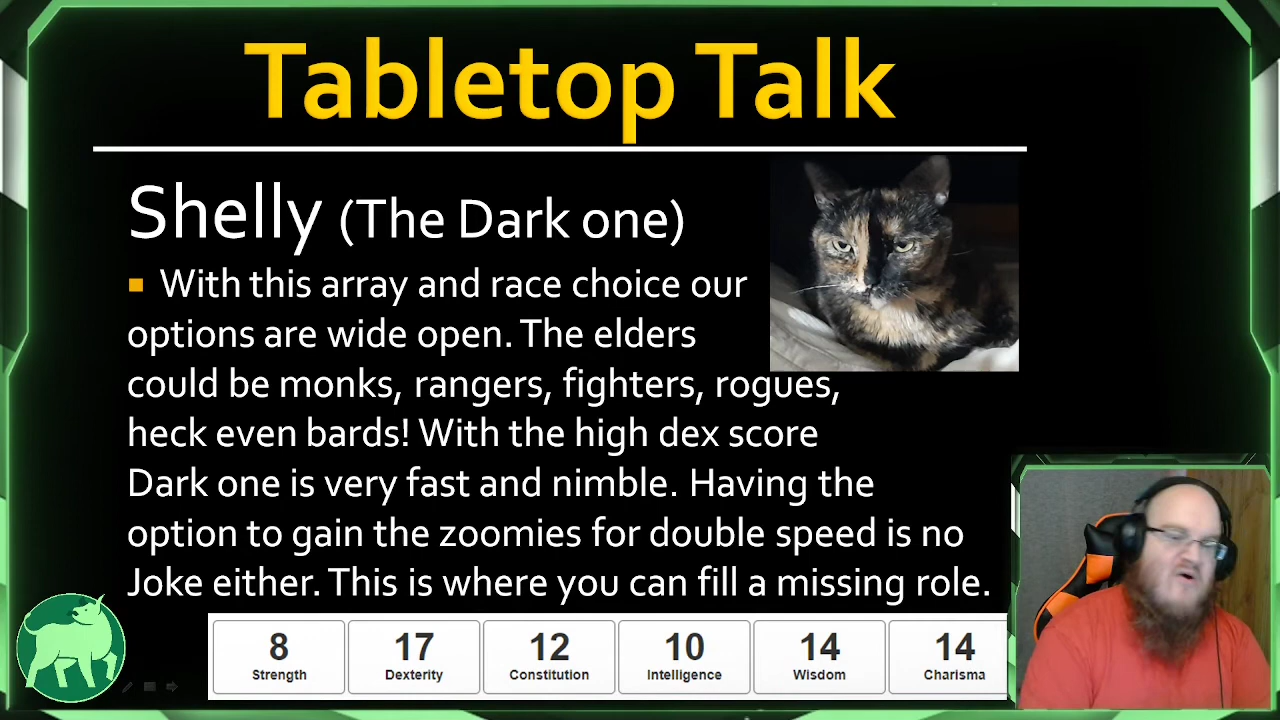 Tabletop Talk
Shelly (The Dark one)
With this array and race choice our
options are wide open. The elders
could be monks, rangers, fighters, rogues,
heck even bards! With the high dex score
Dark one is very fast and nimble. Having the
option to gain the zoomies for double speed is no
Joke either. This is where you can fill a missing role.
8 17 12 10 14 14
Strength Dexterity Constitution Intelligence Wisdom Charisma